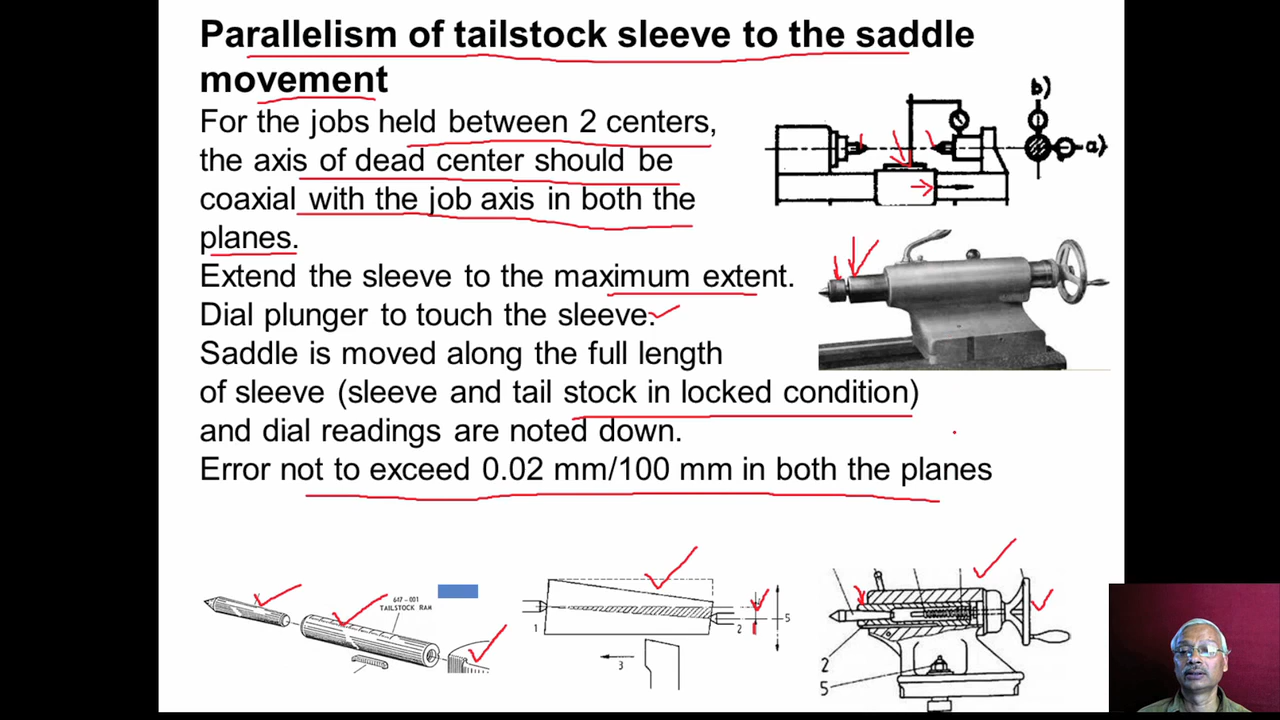 Parallelism of tailstock sleeve to the saddle
movement
For the jobs held between 2 centers,
the axis of dead center should be
coaxial with the job axis in both the
planes.
Extend the sleeve to the maximum extent.
Dial plunger to touch the sleeve.
Saddle is moved along the full length
of sleeve (sleeve and tail stock in locked condition)
and dial readings are noted down.
Error not to exceed 0.02 mm/100 mm in both the planes
b)
a)
647-001
TAILSTOCK RAM
1
2
3
5
2
5